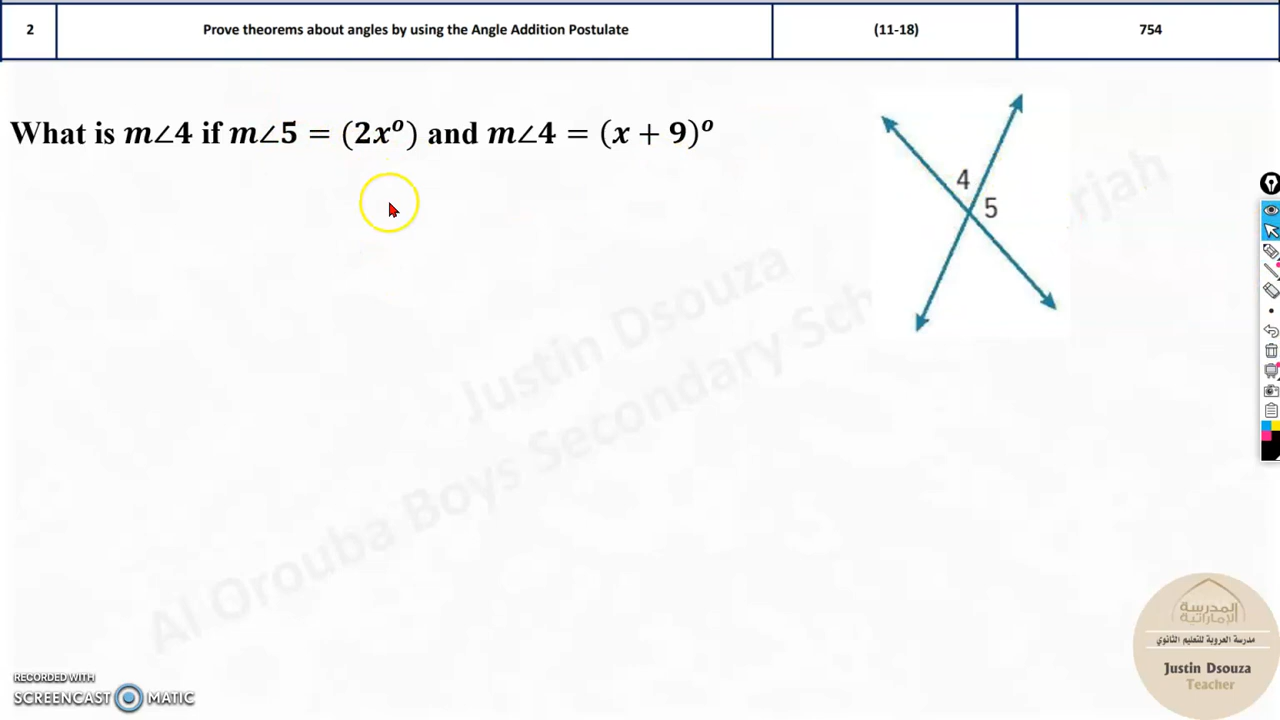 2 Prove theorems about angles by using the Angle Addition Postulate (11-18) 754
What is m∠4 if m∠5 = (2xᵒ) and m∠4 = (x + 9)ᵒ
4
5
Justin Dsouza
Al Orouba Boys Secondary Sch
rjah
المدرسة
الإماراتية
مدرسة العروبة للتعليم الثانوي
Justin Dsouza
Teacher
RECORDED WITH
SCREENCAST MATIC